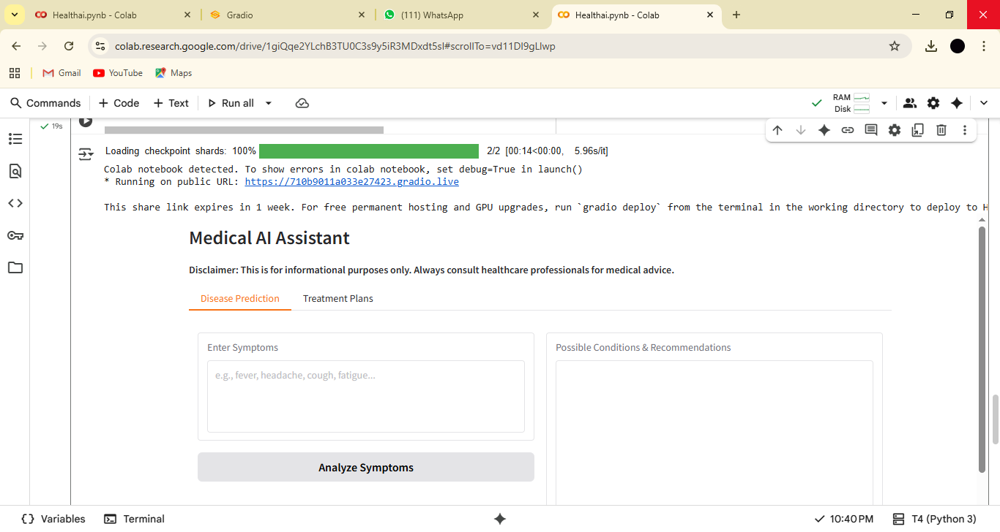 Healthai.pynb - Colab
Gradio
(111) WhatsApp
Healthai.pynb - Colab
colab.research.google.com/drive/1giQqe2YLchB3TU0C3s9y5iR3MDxdt5sI#scrollTo=vd11DI9gLlwp
Gmail YouTube Maps
Commands + Code + Text Run all
RAM
Disk
19s
Loading checkpoint shards: 100% 2/2 [00:14<00:00, 5.96s/it]
Colab notebook detected. To show errors in colab notebook, set debug=True in launch()
* Running on public URL: https://710b9011a033e27423.gradio.live
This share link expires in 1 week. For free permanent hosting and GPU upgrades, run `gradio deploy` from the terminal in the working directory to deploy to H
Medical AI Assistant
Disclaimer: This is for informational purposes only. Always consult healthcare professionals for medical advice.
Disease Prediction Treatment Plans
Enter Symptoms
e.g., fever, headache, cough, fatigue...
Analyze Symptoms
Possible Conditions & Recommendations
Variables Terminal 10:40 PM T4 (Python 3)